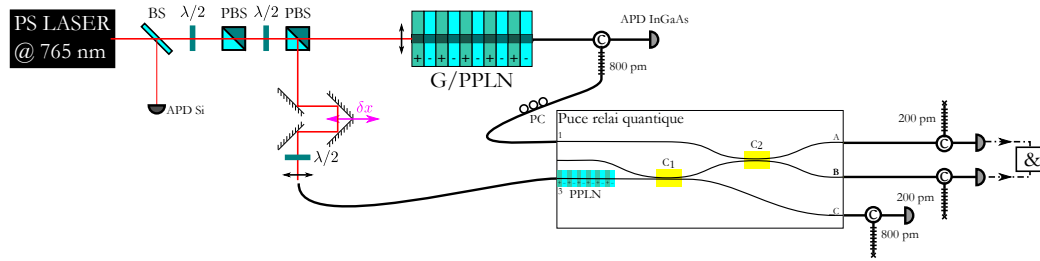 PS LASER
@ 765 nm
BS
λ/2
PBS
λ/2
PBS
APD Si
δx
λ/2
+ - + - + - + - + -
G/PPLN
APD InGaAs
C
800 pm
PC
Puce relai quantique
1
3
PPLN
C1
C2
A
B
C
200 pm
C
&
C
200 pm
C
800 pm